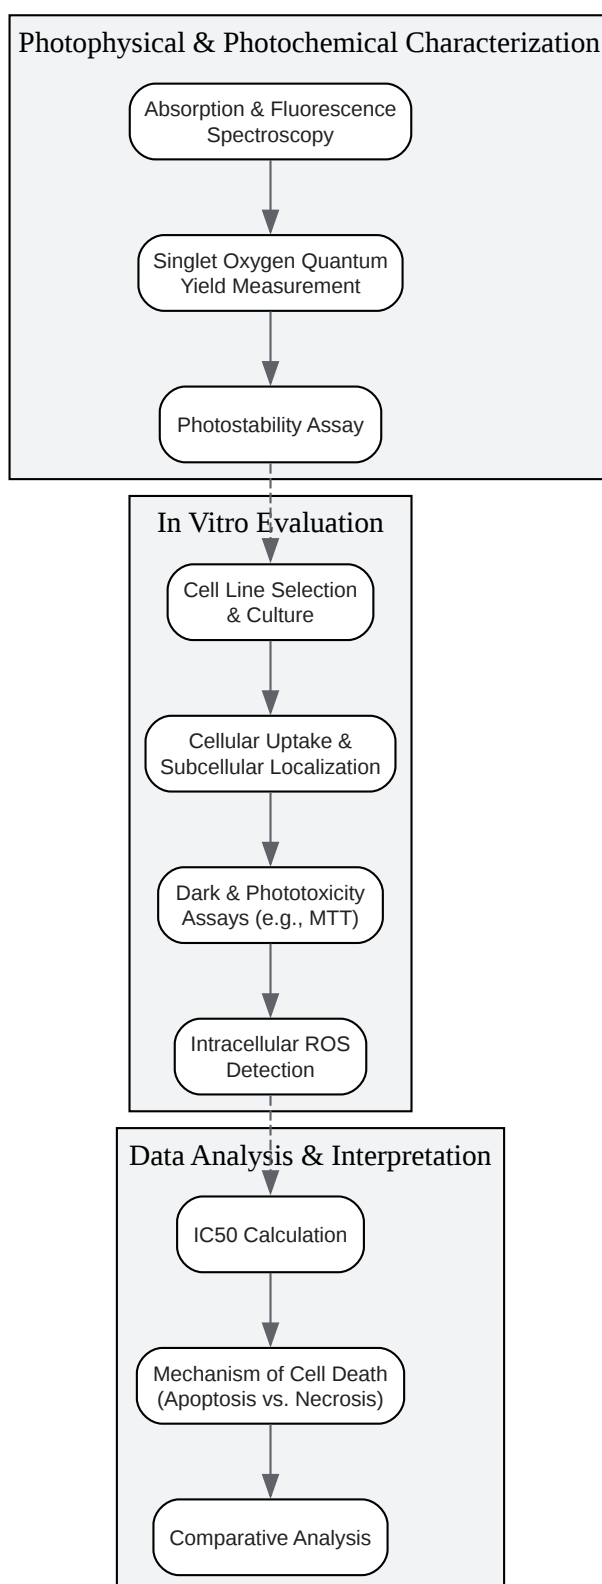 Photophysical & Photochemical Characterization
Absorption & Fluorescence
Spectroscopy
Singlet Oxygen Quantum
Yield Measurement
Photostability Assay
In Vitro Evaluation
Cell Line Selection
& Culture
Cellular Uptake &
Subcellular Localization
Dark & Phototoxicity
Assays (e.g., MTT)
Intracellular ROS
Detection
Data Analysis & Interpretation
IC50 Calculation
Mechanism of Cell Death
(Apoptosis vs. Necrosis)
Comparative Analysis